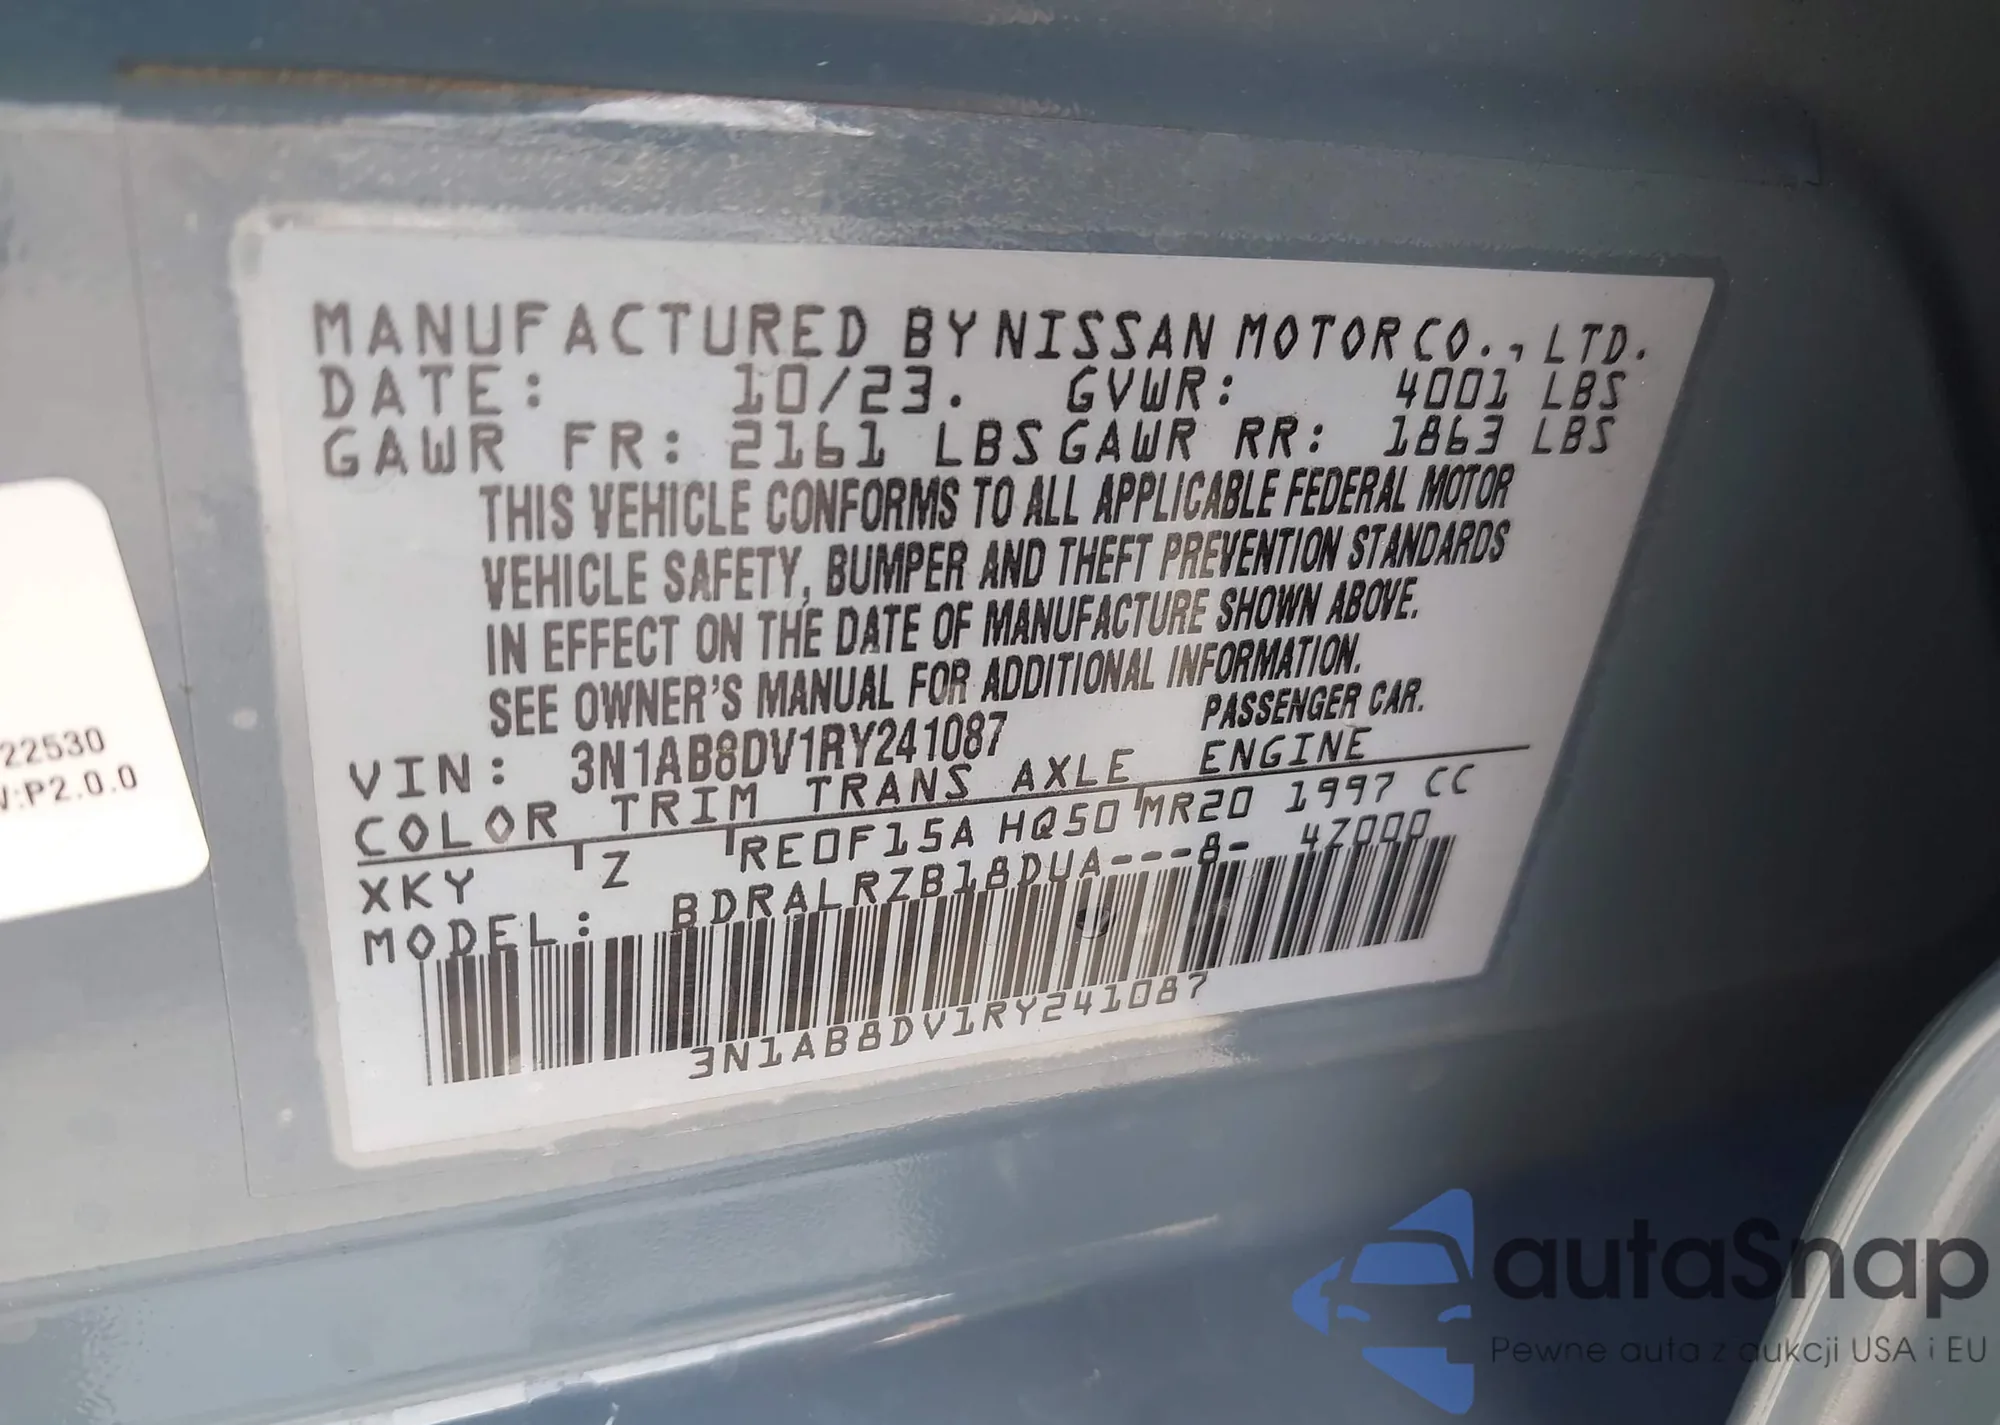 MANUFACTURED BY NISSAN MOTOR CO., LTD.
DATE: 10/23. GVWR: 4001 LBS
GAWR FR: 2161 LBS GAWR RR: 1863 LBS
THIS VEHICLE CONFORMS TO ALL APPLICABLE FEDERAL MOTOR
VEHICLE SAFETY, BUMPER AND THEFT PREVENTION STANDARDS
IN EFFECT ON THE DATE OF MANUFACTURE SHOWN ABOVE.
SEE OWNER'S MANUAL FOR ADDITIONAL INFORMATION.
VIN: 3N1AB8DV1RY241087 PASSENGER CAR.
COLOR TRIM TRANS AXLE ENGINE
XKY Z RE0F15A HQ50 MR20 1997 CC
MODEL: BDRALRZB18DUA---8- 4Z000
3N1AB8DV1RY241087
22530
V:P2.0.0
autaSnap
Pewne auta z aukcji USA i EU